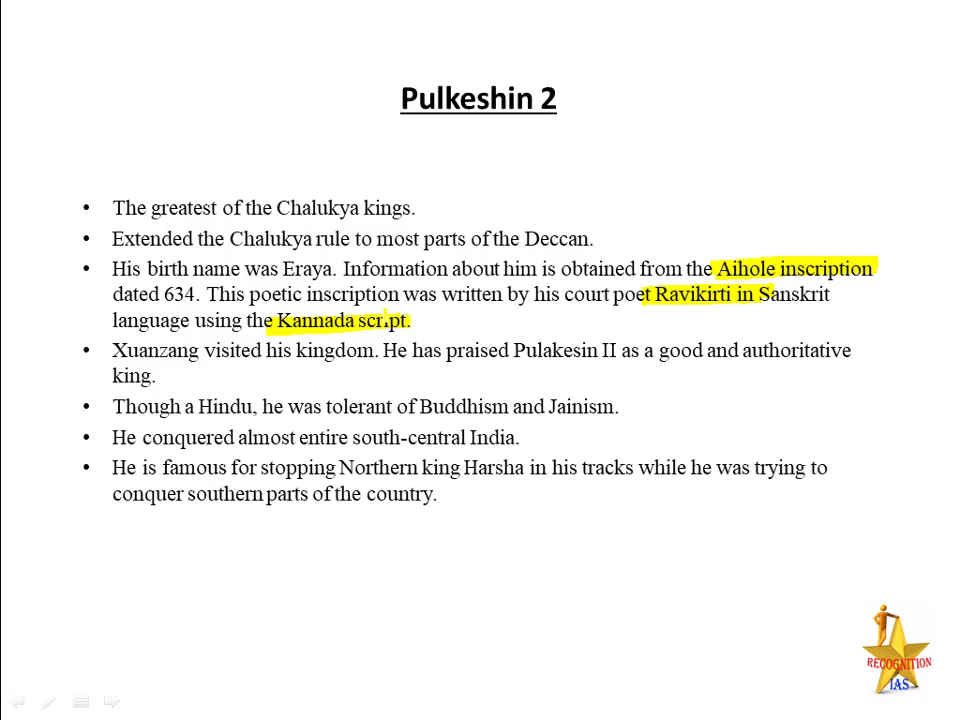 Pulkeshin 2
• The greatest of the Chalukya kings.
• Extended the Chalukya rule to most parts of the Deccan.
• His birth name was Eraya. Information about him is obtained from the Aihole inscription
dated 634. This poetic inscription was written by his court poet Ravikirti in Sanskrit
language using the Kannada script.
• Xuanzang visited his kingdom. He has praised Pulakesin II as a good and authoritative
king.
• Though a Hindu, he was tolerant of Buddhism and Jainism.
• He conquered almost entire south-central India.
• He is famous for stopping Northern king Harsha in his tracks while he was trying to
conquer southern parts of the country.
RECOGNITION
IAS